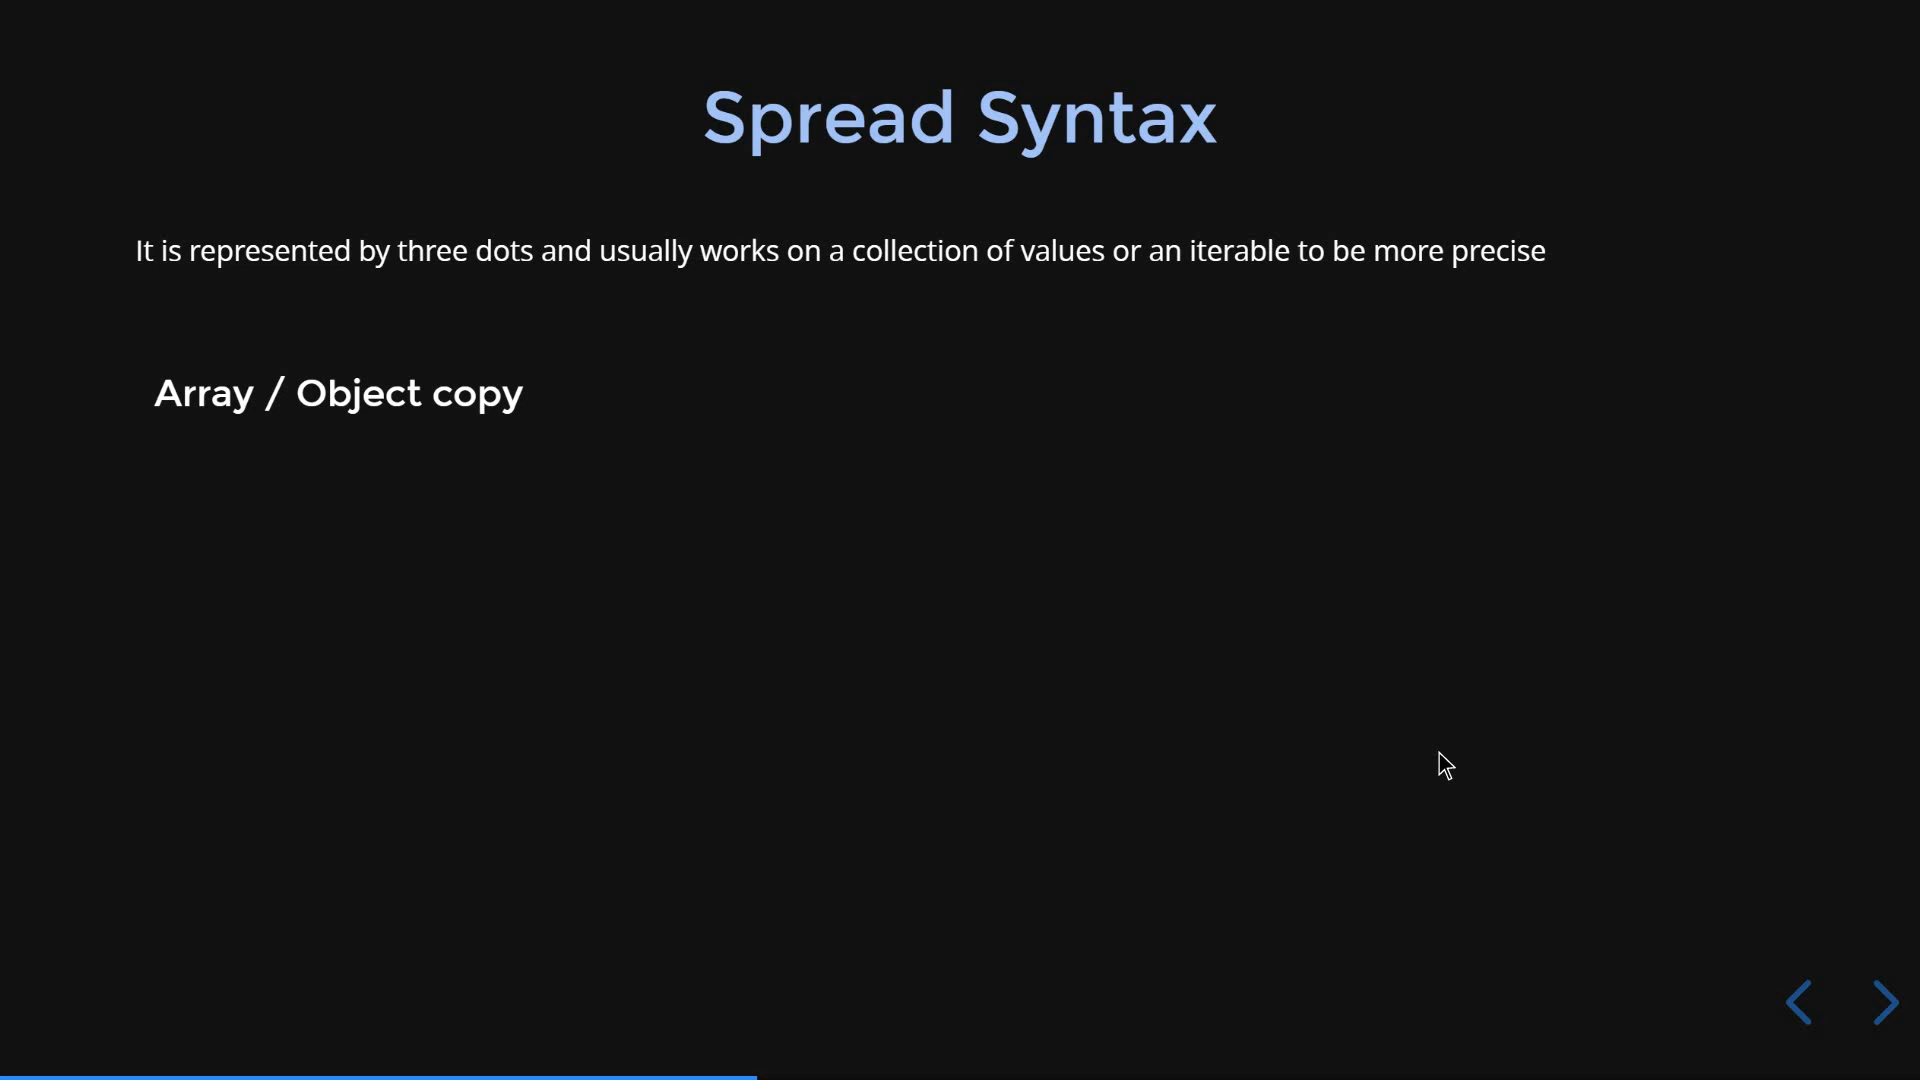 Spread Syntax
It is represented by three dots and usually works on a collection of values or an iterable to be more precise
Array / Object copy